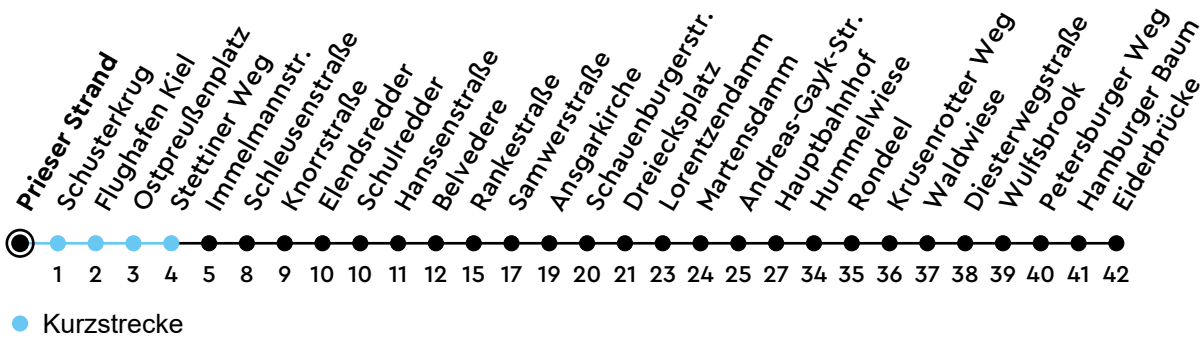 Prieser Strand
Schusterkrug
Flughafen Kiel
Ostpreußenplatz
Stettiner Weg
Immelmannstr.
Schleusenstraße
Knorrstraße
Elendsredder
Schulredder
Hanssenstraße
Belvedere
Rankestraße
Samwerstraße
Ansgarkirche
Schauenburgerstr.
Dreiecksplatz
Lorentzendamm
Martensdamm
Andreas-Gayk-Str.
Hauptbahnhof
Hummelwiese
Rondeel
Krusenrotter Weg
Waldwiese
Diesterwegstraße
Wulfsbrook
Petersburger Weg
Hamburger Baum
Eiderbrücke
1 2 3 4 5 8 9 10 10 11 12 15 17 19 20 21 23 24 25 27 34 35 36 37 38 39 40 41 42
Kurzstrecke